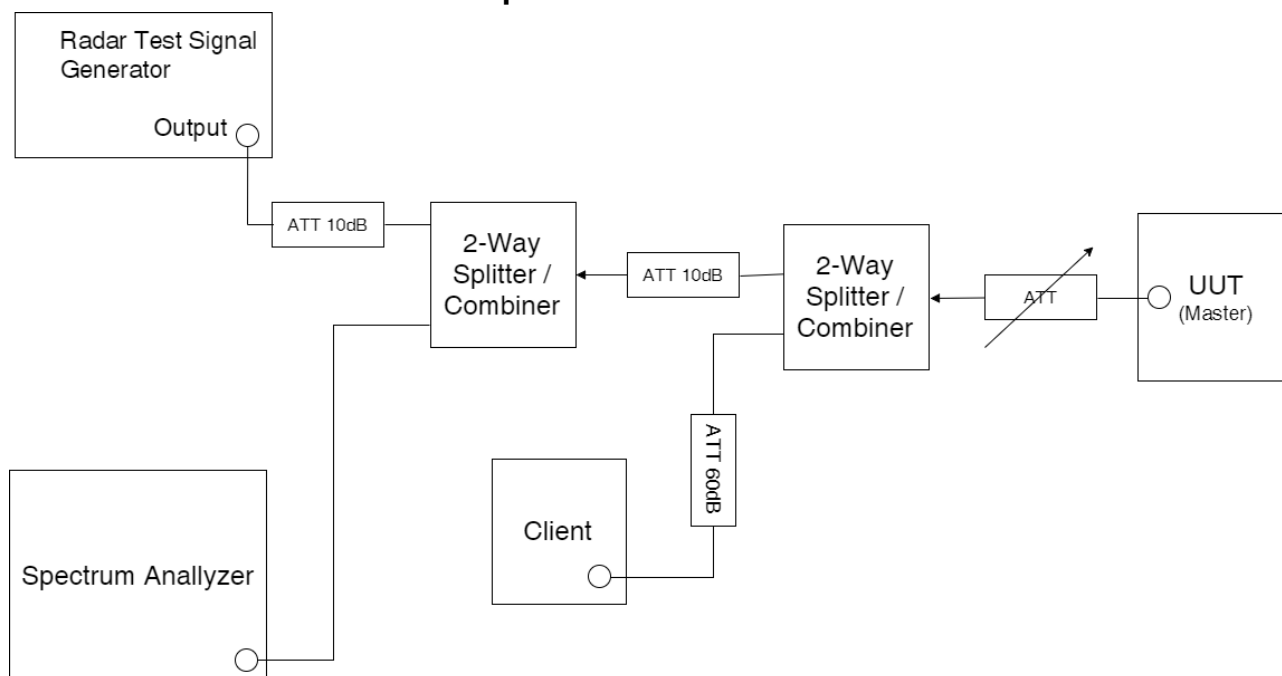 Radar Test Signal
Generator
Output
ATT 10dB
2-Way
Splitter /
Combiner
ATT 10dB
2-Way
Splitter /
Combiner
ATT
UUT
(Master)
ATT 60dB
Client
Spectrum Anallyzer